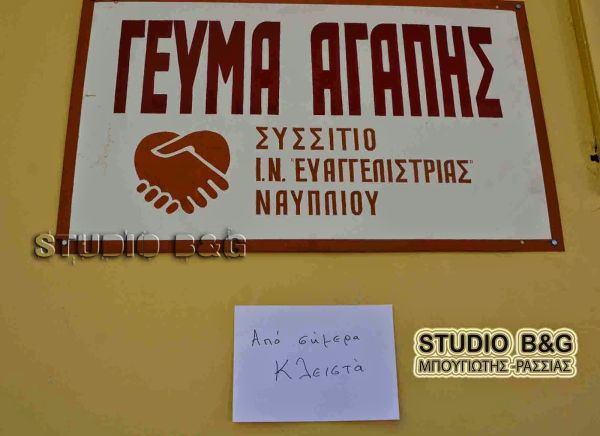 ΓΕΥΜΑ ΑΓΑΠΗΣ
ΣΥΣΣΙΤΙΟ
Ι.Ν. "ΕΥΑΓΓΕΛΙΣΤΡΙΑΣ"
ΝΑΥΠΛΙΟΥ
STUDIO B&G
Από σήμερα
Κλειστά
STUDIO B&G
ΜΠΟΥΓΙΩΤΗΣ -ΡΑΣΣΙΑΣ